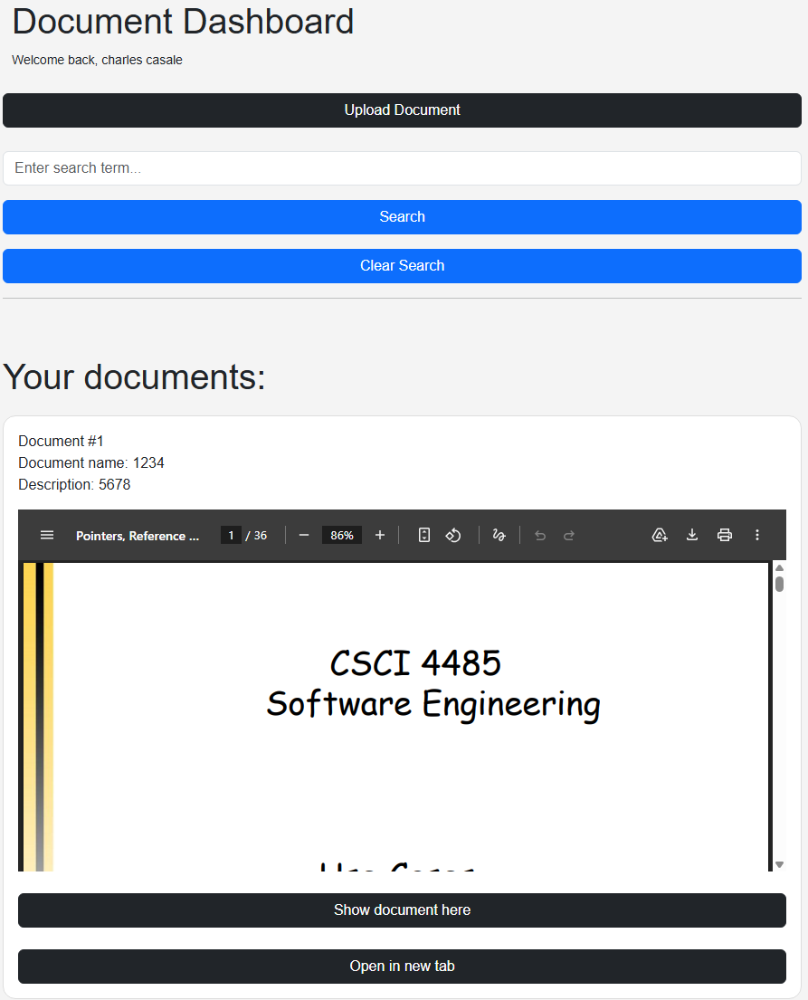 Document Dashboard
Welcome back, charles casale
Upload Document
Enter search term...
Search
Clear Search
Your documents:
Document #1
Document name: 1234
Description: 5678
Pointers, Reference ... 1 / 36 86%
CSCI 4485
Software Engineering
Show document here
Open in new tab